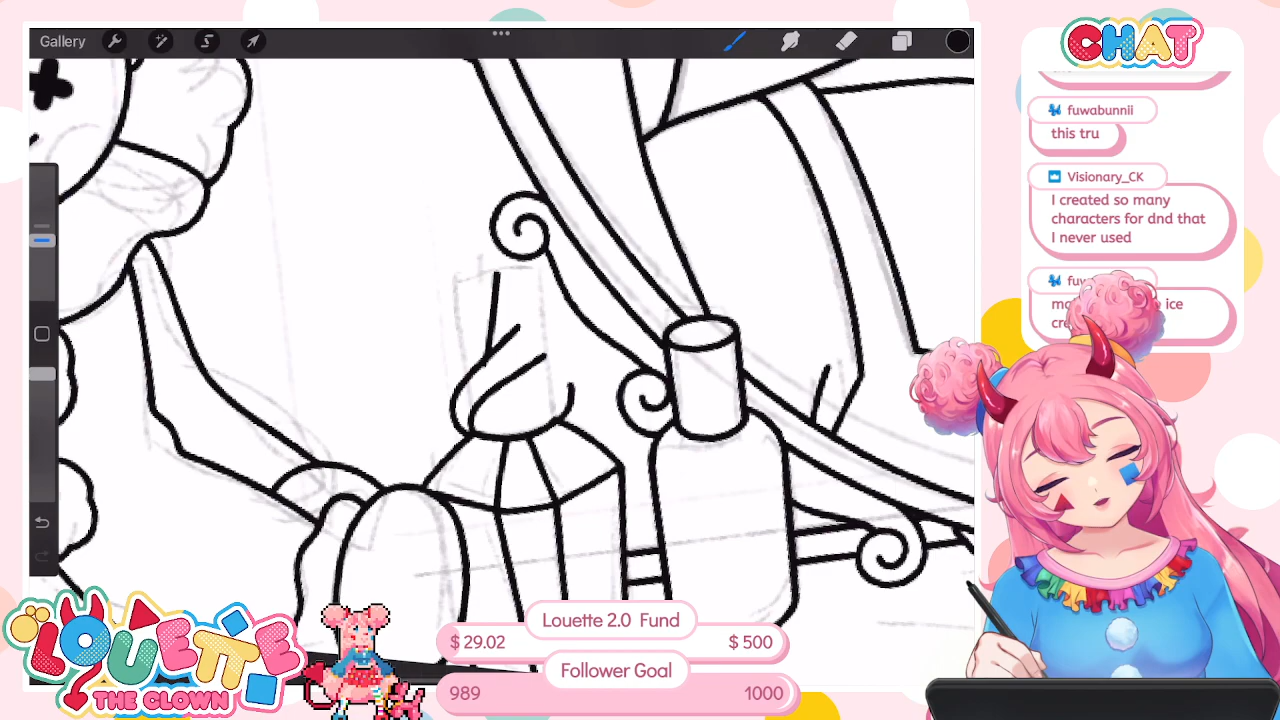 Gallery
CHAT
fuwabunnii
this tru
Visionary_CK
I created so many
characters for dnd that
I never used
ice
LOUETTE
THE CLOWN
Louette 2.0 Fund
$ 29.02
$ 500
Follower Goal
989
1000